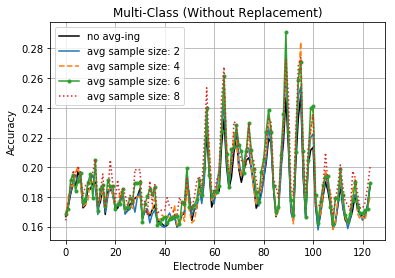 Multi-Class (Without Replacement)
no avg-ing
avg sample size: 2
avg sample size: 4
avg sample size: 6
avg sample size: 8
0.28
0.26
0.24
0.22
0.20
0.18
0.16
Accuracy
0 20 40 60 80 100 120
Electrode Number